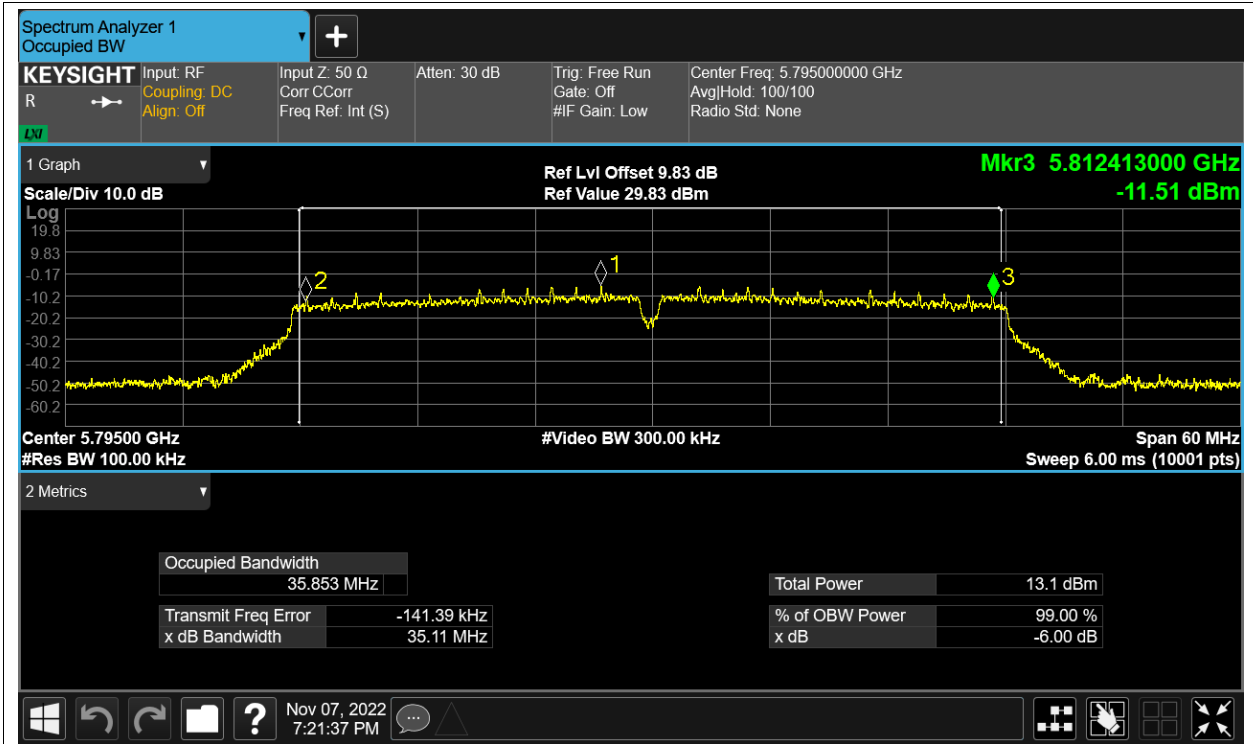 Spectrum Analyzer 1
Occupied BW
KEYSIGHT
R
LXI
Input: RF
Coupling: DC
Align: Off
Input Z: 50 Ω
Corr CCorr
Freq Ref: Int (S)
Atten: 30 dB
Trig: Free Run
Gate: Off
#IF Gain: Low
Center Freq: 5.795000000 GHz
Avg|Hold: 100/100
Radio Std: None
1 Graph
Scale/Div 10.0 dB
Ref Lvl Offset 9.83 dB
Ref Value 29.83 dBm
Mkr3 5.812413000 GHz
-11.51 dBm
Log
19.8
9.83
-0.17
-10.2
-20.2
-30.2
-40.2
-50.2
-60.2
2
1
3
Center 5.79500 GHz
#Res BW 100.00 kHz
#Video BW 300.00 kHz
Span 60 MHz
Sweep 6.00 ms (10001 pts)
2 Metrics
Occupied Bandwidth
35.853 MHz
Transmit Freq Error -141.39 kHz
x dB Bandwidth 35.11 MHz
Total Power 13.1 dBm
% of OBW Power 99.00 %
x dB -6.00 dB
?
Nov 07, 2022
7:21:37 PM